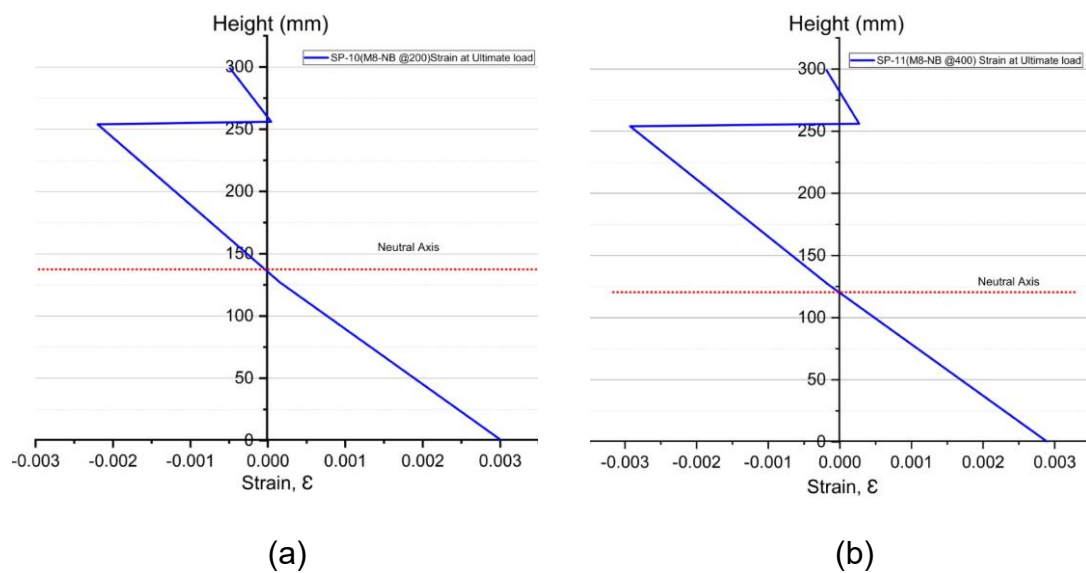 Height (mm)
SP-10(M8-NB @200)Strain at Ultimate load
300
250
200
150
Neutral Axis
100
50
0
-0.003 -0.002 -0.001 0.000 0.001 0.002 0.003
Strain, Ɛ
(a)
Height (mm)
SP-11(M8-NB @400) Strain at Ultimate load
300
250
200
150
Neutral Axis
100
50
0
-0.003 -0.002 -0.001 0.000 0.001 0.002 0.003
Strain, Ɛ
(b)